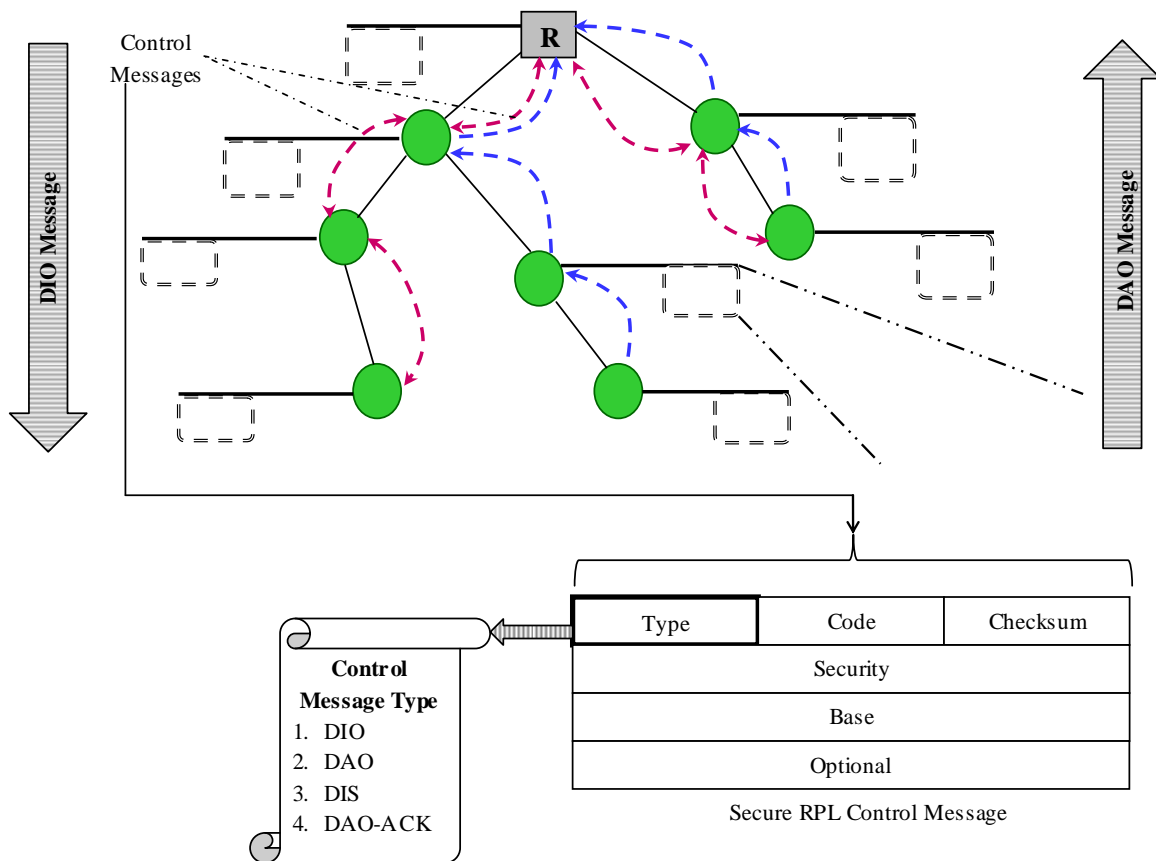 R
Control
Messages
DIO Message
DAO Message
Type
Code
Checksum
Security
Base
Optional
Secure RPL Control Message
Control
Message Type
1. DIO
2. DAO
3. DIS
4. DAO-ACK